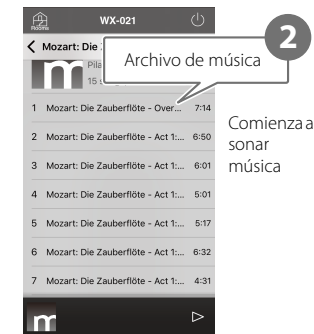 Rooms
WX-021
2
Mozart: Die
Archivo de música
Pila
15 s
1 Mozart: Die Zauberflöte - Over... 7:14
2 Mozart: Die Zauberflöte - Act 1:... 6:50
3 Mozart: Die Zauberflöte - Act 1:... 6:01
4 Mozart: Die Zauberflöte - Act 1:... 5:01
5 Mozart: Die Zauberflöte - Act 1:... 5:17
6 Mozart: Die Zauberflöte - Act 1:... 6:32
7 Mozart: Die Zauberflöte - Act 1:... 4:31
Comienza a
sonar
música